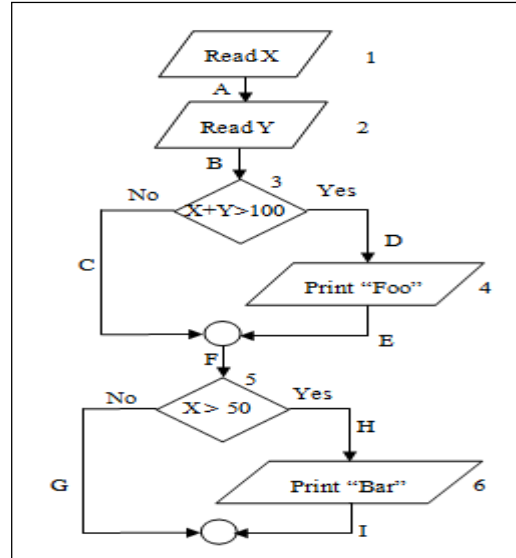 Read X
1
A
Read Y
2
B
3
No
Yes
X+Y>100
C
D
Print “Foo”
4
E
F
5
No
Yes
X > 50
H
G
Print “Bar”
6
I